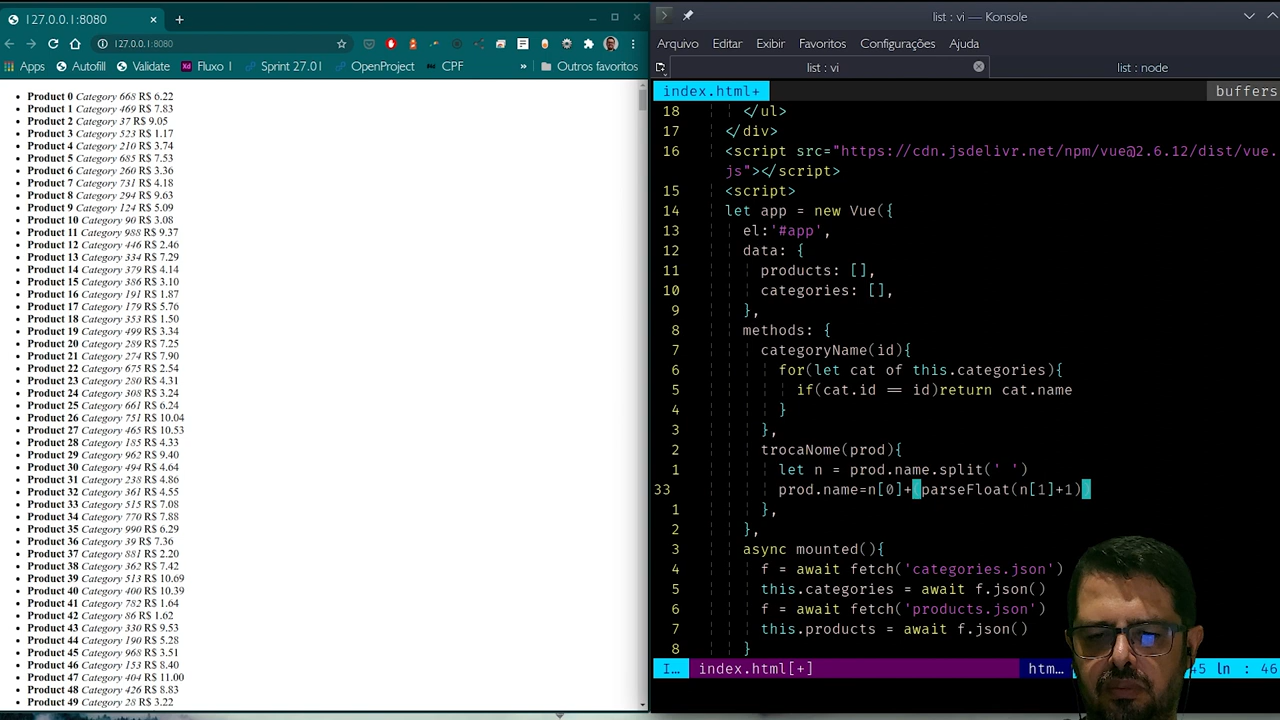 127.0.0.1:8080
127.0.0.1:8080
Apps Autofill Validate Xd Fluxo I Sprint 27.01 OpenProject CPF » Outros favoritos
Product 0 Category 668 R$ 6.22
Product 1 Category 469 R$ 7.83
Product 2 Category 37 R$ 9.05
Product 3 Category 523 R$ 1.17
Product 4 Category 210 R$ 3.74
Product 5 Category 685 R$ 7.53
Product 6 Category 260 R$ 3.36
Product 7 Category 731 R$ 4.18
Product 8 Category 294 R$ 9.63
Product 9 Category 124 R$ 5.09
Product 10 Category 90 R$ 3.08
Product 11 Category 988 R$ 9.37
Product 12 Category 446 R$ 2.46
Product 13 Category 334 R$ 7.29
Product 14 Category 379 R$ 4.14
Product 15 Category 386 R$ 3.10
Product 16 Category 191 R$ 1.87
Product 17 Category 179 R$ 5.76
Product 18 Category 353 R$ 1.50
Product 19 Category 499 R$ 3.34
Product 20 Category 289 R$ 7.25
Product 21 Category 274 R$ 7.90
Product 22 Category 675 R$ 2.54
Product 23 Category 280 R$ 4.31
Product 24 Category 308 R$ 3.24
Product 25 Category 661 R$ 6.24
Product 26 Category 751 R$ 10.04
Product 27 Category 465 R$ 10.53
Product 28 Category 185 R$ 4.33
Product 29 Category 962 R$ 9.40
Product 30 Category 494 R$ 4.64
Product 31 Category 238 R$ 4.86
Product 32 Category 361 R$ 4.55
Product 33 Category 515 R$ 7.08
Product 34 Category 770 R$ 7.88
Product 35 Category 990 R$ 6.29
Product 36 Category 39 R$ 7.36
Product 37 Category 881 R$ 2.20
Product 38 Category 362 R$ 7.42
Product 39 Category 513 R$ 10.69
Product 40 Category 400 R$ 10.39
Product 41 Category 782 R$ 1.64
Product 42 Category 86 R$ 1.62
Product 43 Category 330 R$ 9.53
Product 44 Category 190 R$ 5.28
Product 45 Category 968 R$ 3.51
Product 46 Category 153 R$ 8.40
Product 47 Category 404 R$ 11.00
Product 48 Category 426 R$ 8.83
Product 49 Category 28 R$ 3.22
list : vi — Konsole
Arquivo Editar Exibir Favoritos Configurações Ajuda
list : vi list : node
index.html+ buffers
18 </ul>
17 </div>
16 <script src="https://cdn.jsdelivr.net/npm/vue@2.6.12/dist/vue.
js"></script>
15 <script>
14 let app = new Vue({
13 el:'#app',
12 data: {
11 products: [],
10 categories: [],
9 },
8 methods: {
7 categoryName(id){
6 for(let cat of this.categories){
5 if(cat.id == id)return cat.name
4 }
3 },
2 trocaNome(prod){
1 let n = prod.name.split(' ')
33 prod.name=n[0]+(parseFloat(n[1]+1))
1 },
2 },
3 async mounted(){
4 f = await fetch('categories.json')
5 this.categories = await f.json()
6 f = await fetch('products.json')
7 this.products = await f.json()
8 }
I… index.html[+] htm… 45 ln : 46